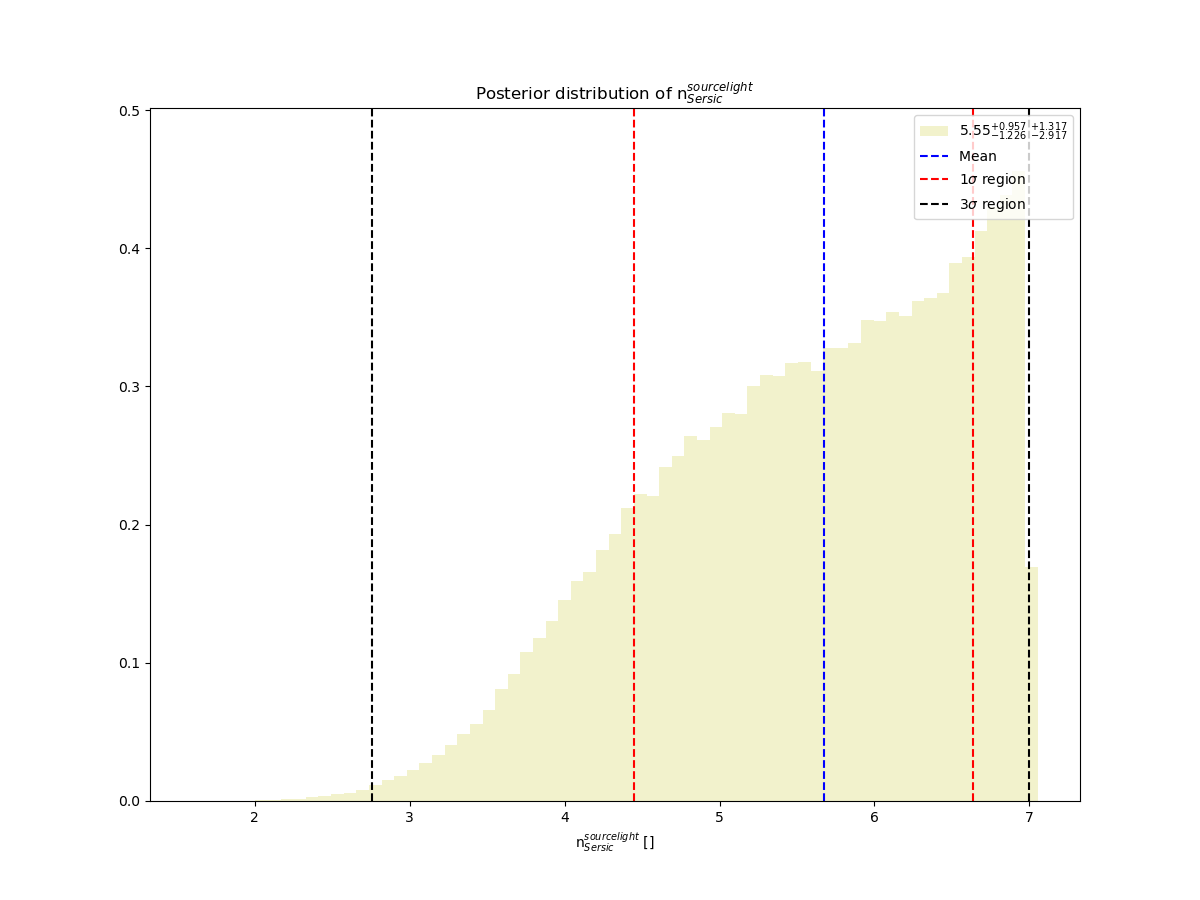 Posterior distribution of n_{Sersic}^{sourcelight}
0.5
0.4
0.3
0.2
0.1
0.0
5.55^{+0.957}_{-1.226} ^{+1.317}_{-2.917}
Mean
1σ region
3σ region
2 3 4 5 6 7
n_{Sersic}^{sourcelight} []